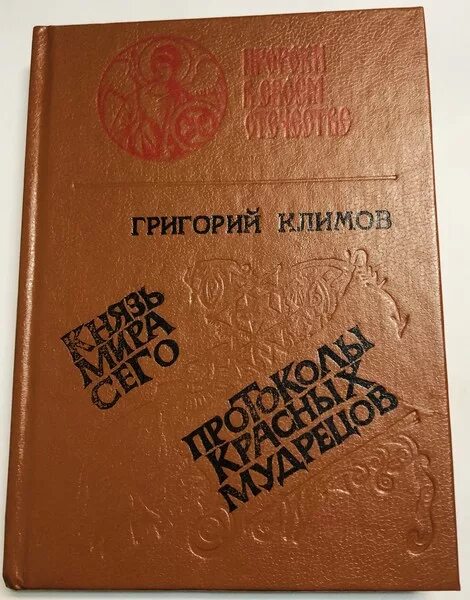 ПРОРОКИ
В СВОЕМ
ОТЕЧЕСТВЕ
ГРИГОРИЙ КЛИМОВ
КНЯЗЬ
МИРА
СЕГО
ПРОТОКОЛЫ
КРАСНЫХ
МУДРЕЦОВ